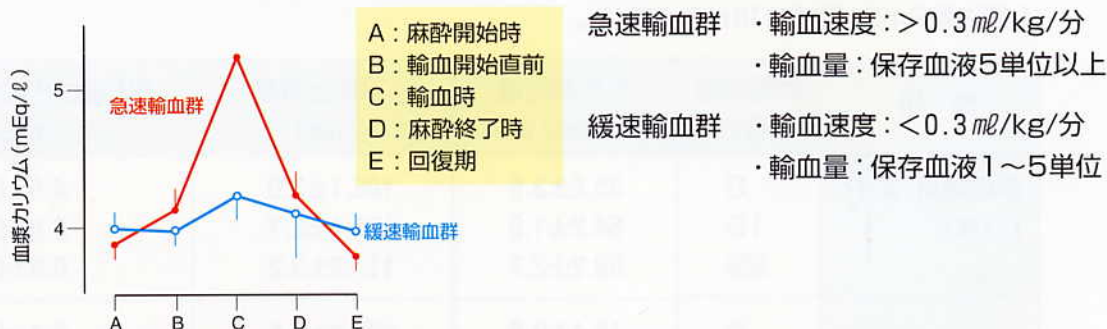 血漿カリウム(mEq/ℓ)
5
4
急速輸血群
緩速輸血群
A
B
C
D
E
A：麻酔開始時
B：輸血開始直前
C：輸血時
D：麻酔終了時
E：回復期
急速輸血群　・輸血速度：＞0.3㎖/kg/分
・輸血量：保存血液5単位以上
緩速輸血群　・輸血速度：＜0.3㎖/kg/分
・輸血量：保存血液1～5単位